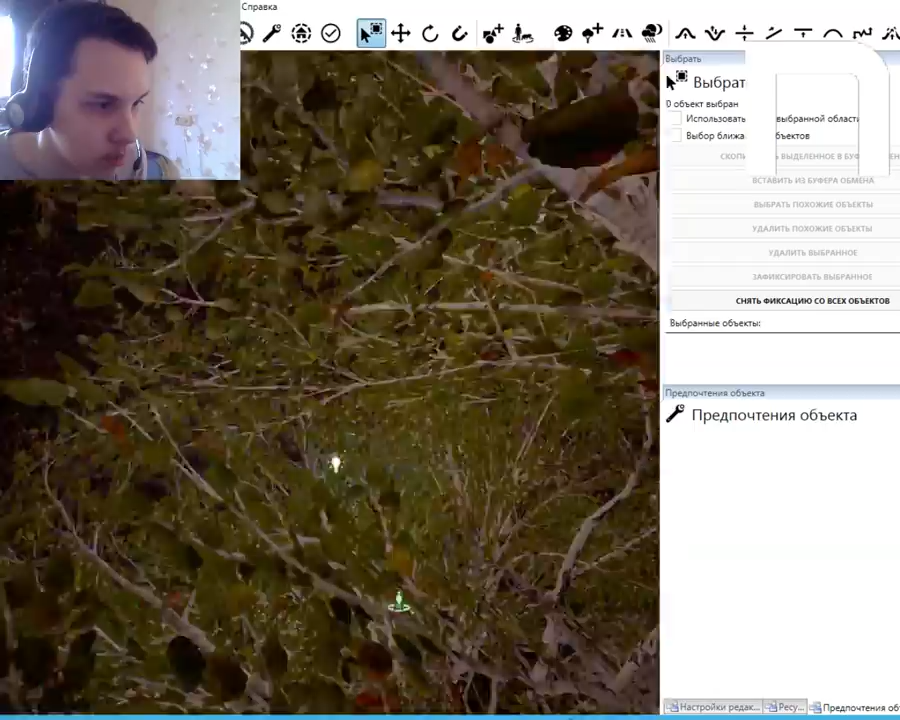 Справка
Выбрать
Выбрат
0 объект выбран
Использовать выбранной области
Выбор ближа бъектов
ВСТАВИТЬ ИЗ БУФЕРА ОБМЕНА
ВЫБРАТЬ ПОХОЖИЕ ОБЪЕКТЫ
УДАЛИТЬ ПОХОЖИЕ ОБЪЕКТЫ
УДАЛИТЬ ВЫБРАННОЕ
ЗАФИКСИРОВАТЬ ВЫБРАННОЕ
СНЯТЬ ФИКСАЦИЮ СО ВСЕХ ОБЪЕКТОВ
Выбранные объекты:
Предпочтения объекта
Предпочтения объекта
Настройки редак... Ресу... Предпочтения об